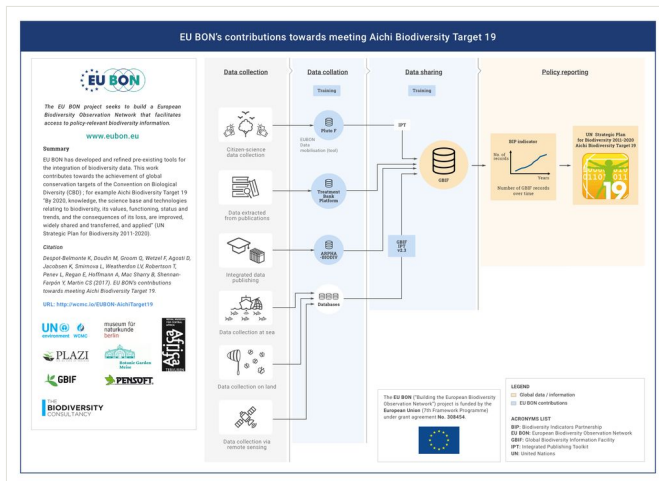 EU BON's contributions towards meeting Aichi Biodiversity Target 19
EU BON
The EU BON project seeks to build a European
Biodiversity Observation Network that facilitates
access to policy-relevant biodiversity information.
www.eubon.eu
Summary
EU BON has developed and refined pre-existing tools for
the integration of biodiversity data. This work
contributes towards the achievement of global
conservation targets of the Convention on Biological
Diversity (CBD) ; for example Aichi Biodiversity Target 19
"By 2020, knowledge, the science base and technologies
relating to biodiversity, its values, functioning, status and
trends, and the consequences of its loss, are improved,
widely shared and transferred, and applied" (UN
Strategic Plan for Biodiversity 2011-2020).
Citation
Despot-Belmonte K, Doudin M, Groom Q, Wetzel F, Agosti D,
Jacobsen K, Smirnova L, Weatherdon LV, Robertson T,
Penev L, Regan E, Hoffmann A, Mac Sharry B, Shennan-
Farpón Y, Martin CS (2017). EU BON's contributions
towards meeting Aichi Biodiversity Target 19.
URL: http://wcmc.io/EUBON-AichiTarget19
UN
environment
WCMC
museum für
naturkunde
berlin
Africa
TERVUREN
PLAZI
Botanic Garden
Meise
GBIF
PENSOFT.
THE
BIODIVERSITY
CONSULTANCY
Data collection
Citizen-science
data collection
Data extracted
from publications
Integrated data
publishing
Data collection at sea
Data collection on land
Data collection via
remote sensing
Data collation
Training
Pluto F
EUBON
Data
mobilisation (tool)
Treatment
Bank
Platform
ARPHA
-BIODIV
Databases
Data sharing
Training
IPT
GBIF
GBIF
IPT
v2.3
Policy reporting
BIP indicator
No. of
records
Years
Number of GBIF records
over time
UN Strategic Plan
for Biodiversity 2011-2020
Aichi Biodiversity Target 19
19
The EU BON ("Building the European Biodiversity
Observation Network") project is funded by the
European Union (7th Framework Programme)
under grant agreement No. 308454.
LEGEND
Global data / information
EU BON contributions
ACRONYMS LIST
BIP: Biodiversity Indicators Partnership
EU BON: European Biodiversity Observation Network
GBIF: Global Biodiversity Information Facility
IPT: Integrated Publishing Toolkit
UN: United Nations